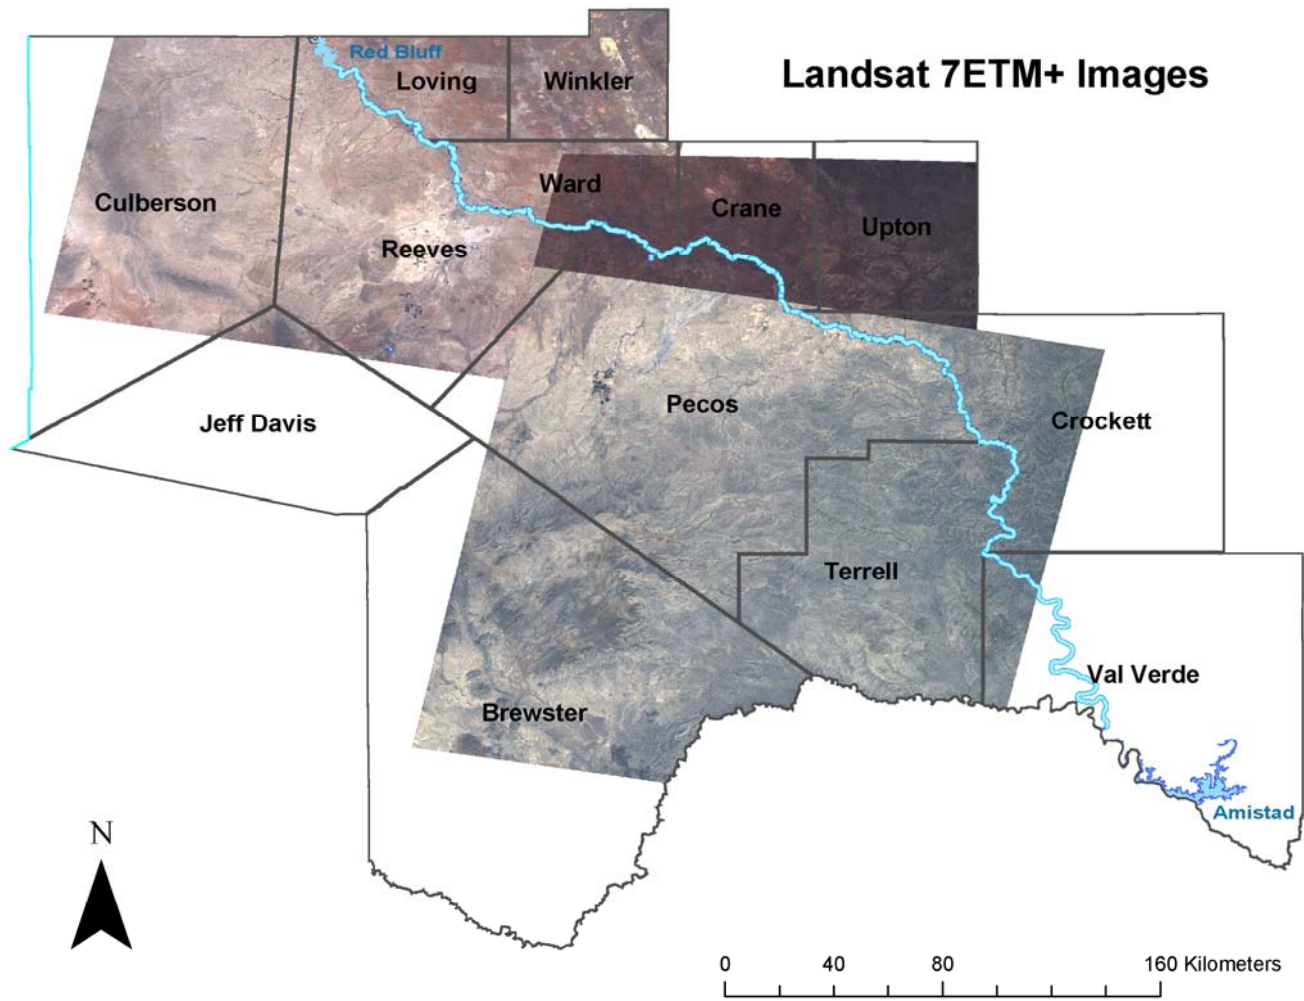 Red Bluff
Landsat 7ETM+ Images
Loving
Winkler
Culberson
Ward
Crane
Upton
Reeves
Pecos
Crockett
Jeff Davis
Terrell
Val Verde
Brewster
Amistad
N
0 40 80 160 Kilometers